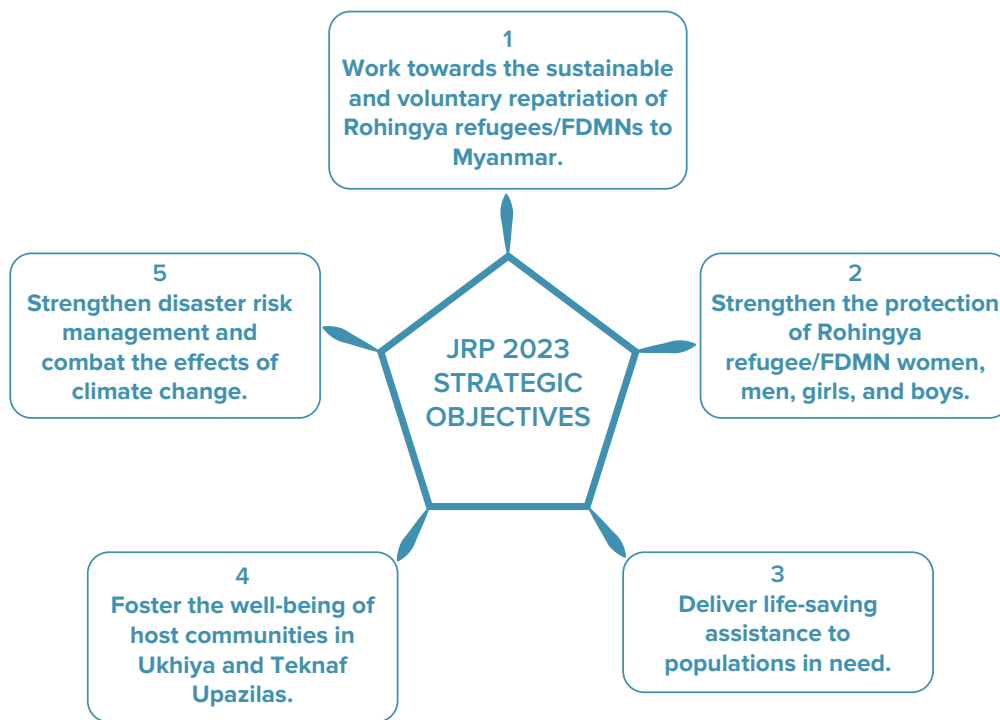 1
Work towards the sustainable
and voluntary repatriation of
Rohingya refugees/FDMNs to
Myanmar.
5
Strengthen disaster risk
management and
combat the effects of
climate change.
JRP 2023
STRATEGIC
OBJECTIVES
2
Strengthen the protection
of Rohingya
refugee/FDMN women,
men, girls, and boys.
4
Foster the well-being of
host communities in
Ukhiya and Teknaf
Upazilas.
3
Deliver life-saving
assistance to
populations in need.